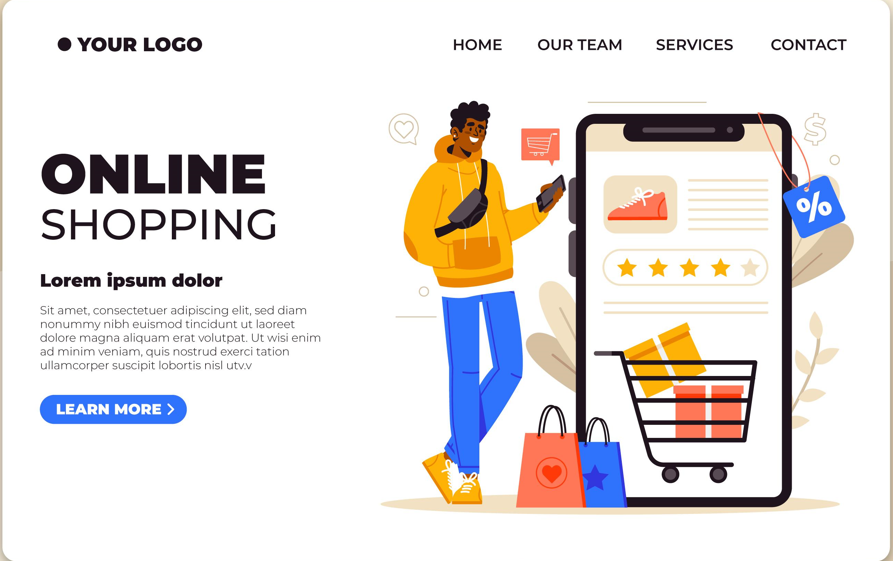 YOUR LOGO
HOME OUR TEAM SERVICES CONTACT
ONLINE
SHOPPING
Lorem ipsum dolor
Sit amet, consectetuer adipiscing elit, sed diam
nonummy nibh euismod tincidunt ut laoreet
dolore magna aliquam erat volutpat. Ut wisi enim
ad minim veniam, quis nostrud exerci tation
ullamcorper suscipit lobortis nisl utv.v
LEARN MORE
$
%